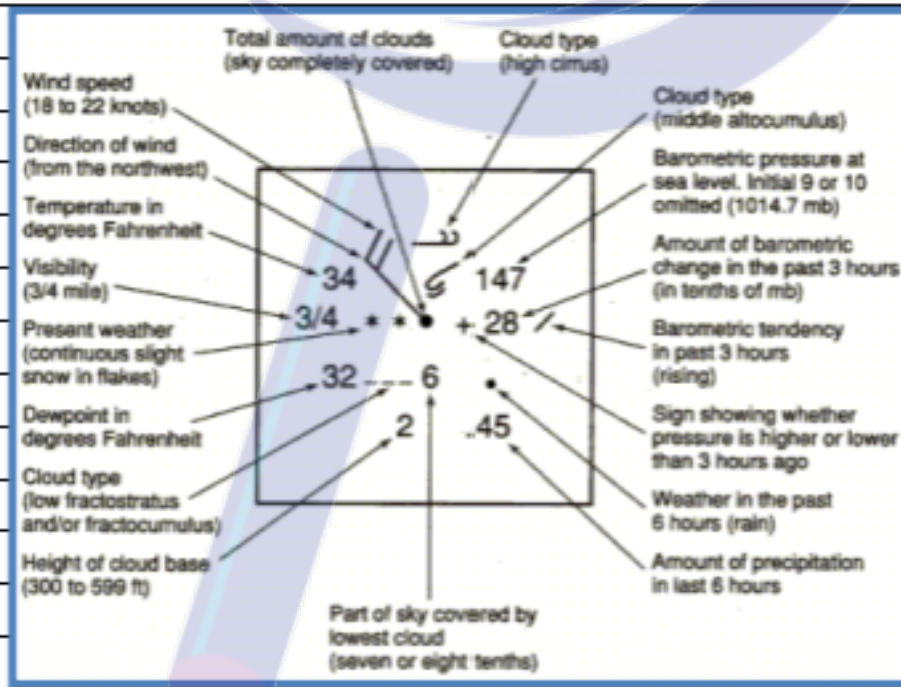 Total amount of clouds
(sky completely covered)
Cloud type
(high cirrus)
Wind speed
(18 to 22 knots)
Direction of wind
(from the northwest)
Temperature in
degrees Fahrenheit
Visibility
(3/4 mile)
Present weather
(continuous slight
snow in flakes)
Dewpoint in
degrees Fahrenheit
Cloud type
(low fractostratus
and/or fractocumulus)
Height of cloud base
(300 to 599 ft)
34
147
3/4
+ 28
32
6
2
.45
Cloud type
(middle altocumulus)
Barometric pressure at
sea level. Initial 9 or 10
omitted (1014.7 mb)
Amount of barometric
change in the past 3 hours
(in tenths of mb)
Barometric tendency
in past 3 hours
(rising)
Sign showing whether
pressure is higher or lower
than 3 hours ago
Weather in the past
6 hours (rain)
Amount of precipitation
in last 6 hours
Part of sky covered by
lowest cloud
(seven or eight tenths)